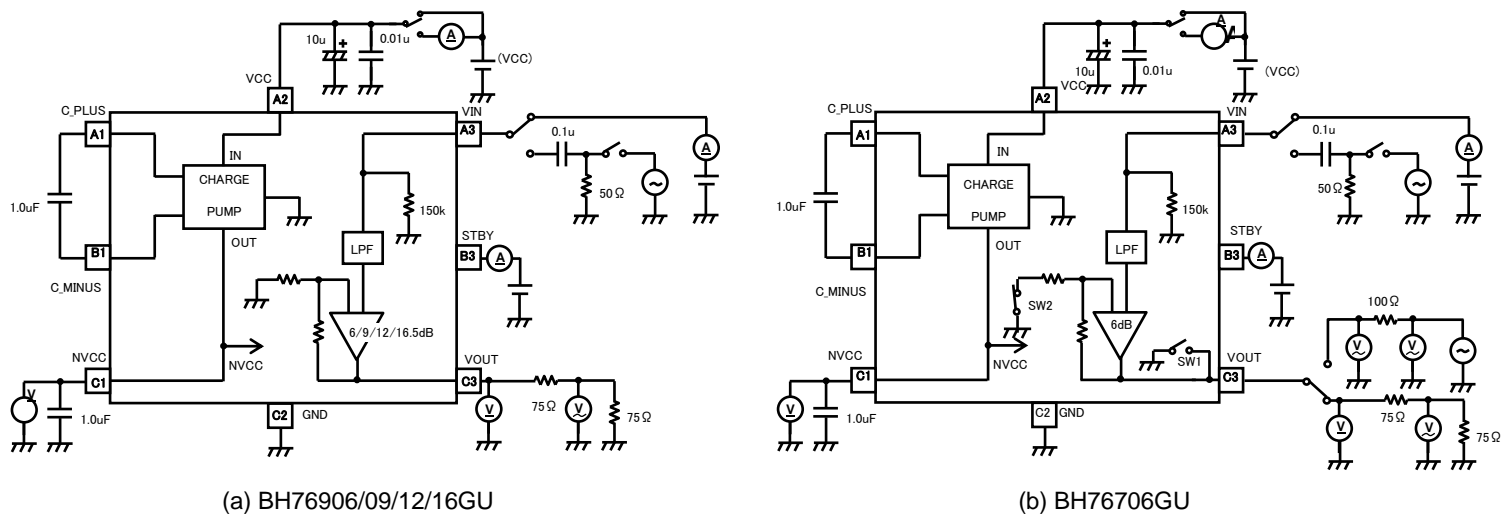 10u
+
0.01u
A
(VCC)
VCC
A2
C_PLUS
VIN
A1
A3
0.1u
A
IN
CHARGE
PUMP
OUT
1.0uF
50Ω
~
150k
LPF
STBY
B1
B3
A
C_MINUS
6/9/12/16.5dB
NVCC
NVCC
VOUT
C1
C3
V
1.0uF
C2
GND
V
75Ω
V
~
75Ω
(a) BH76906/09/12/16GU
A
+
10u
0.01u
(VCC)
VCC
A2
C_PLUS
VIN
A1
A3
0.1u
A
IN
CHARGE
PUMP
OUT
1.0uF
50Ω
~
150k
LPF
STBY
B1
B3
A
C_MINUS
SW2
6dB
100Ω
V
~
V
~
~
NVCC
NVCC
SW1
VOUT
C1
C3
V
1.0uF
C2
GND
V
75Ω
V
~
75Ω
(b) BH76706GU